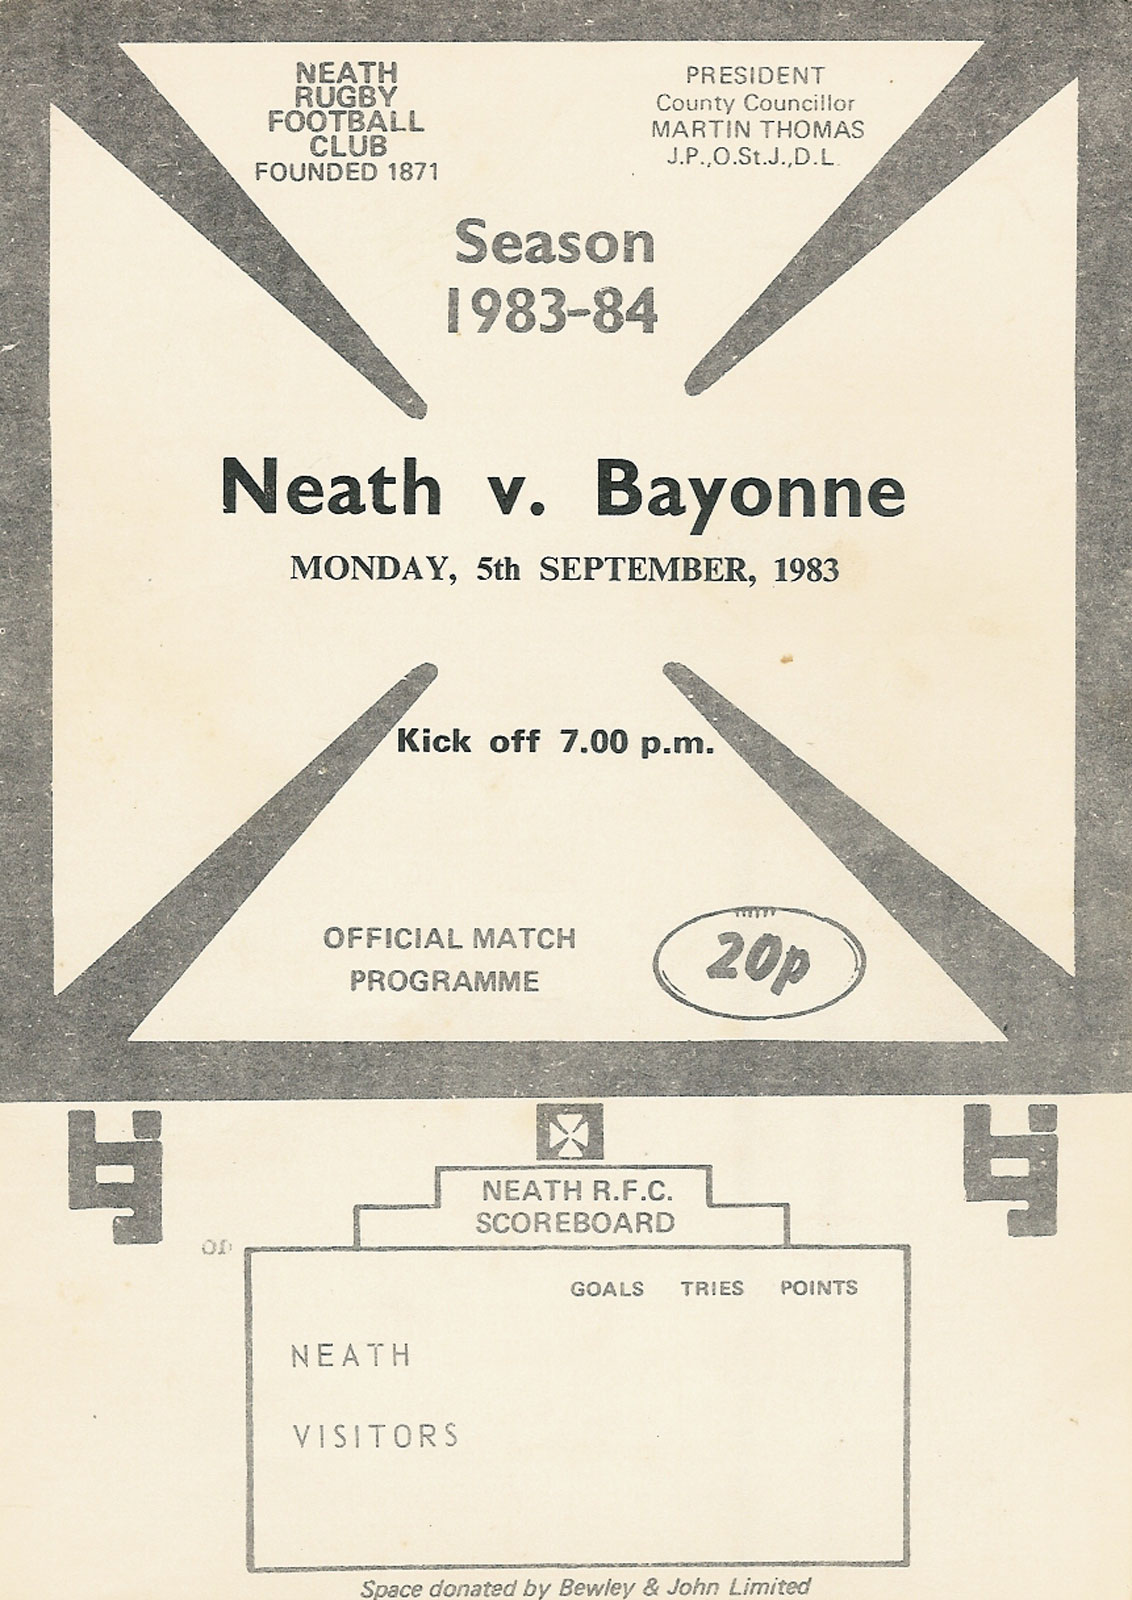 NEATH
RUGBY
FOOTBALL
CLUB
FOUNDED 1871
PRESIDENT
County Councillor
MARTIN THOMAS
J.P.,O.St.J.,D.L.
Season
1983-84
Neath v. Bayonne
MONDAY, 5th SEPTEMBER, 1983
Kick off 7.00 p.m.
OFFICIAL MATCH
PROGRAMME
20p
NEATH R.F.C.
SCOREBOARD
GOALS TRIES POINTS
NEATH
VISITORS
Space donated by Bewley & John Limited